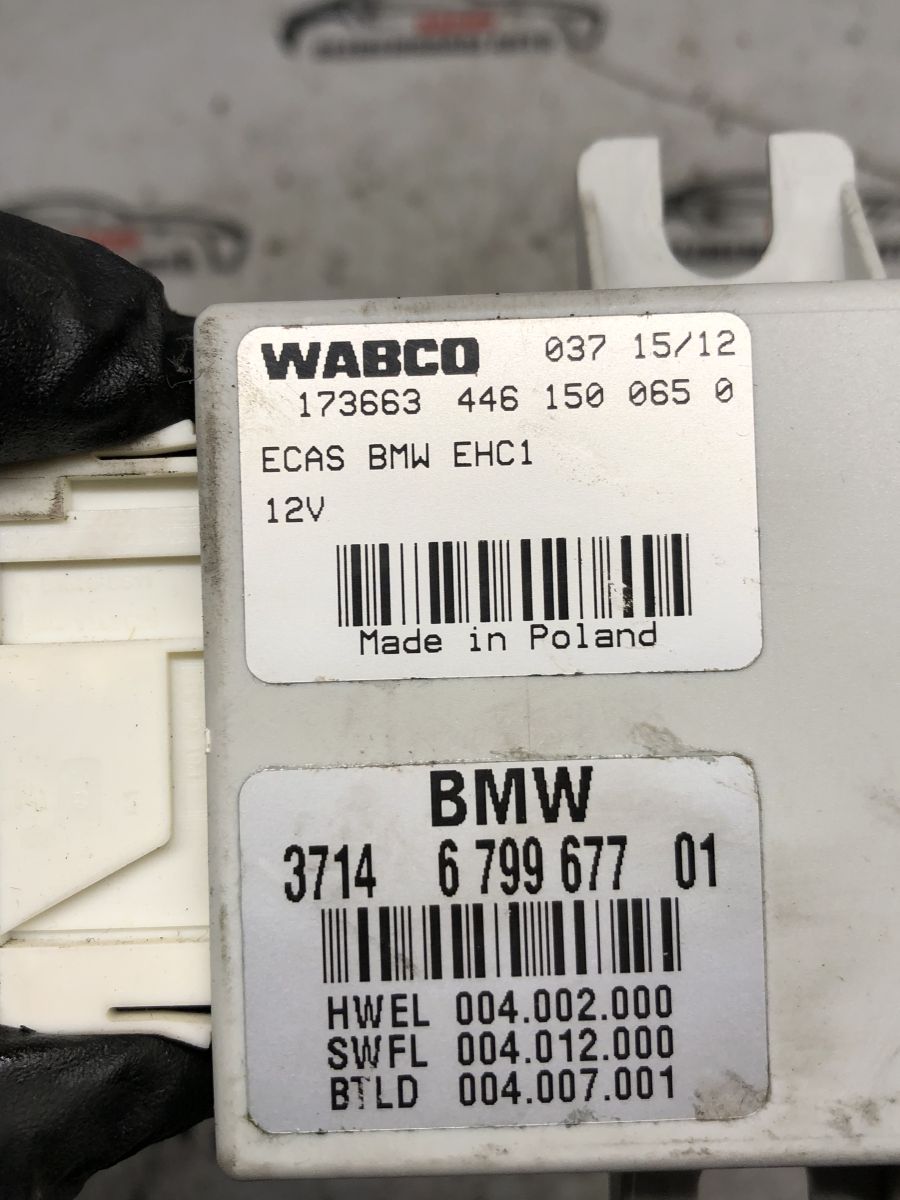 WABCO 037 15/12
173663 446 150 065 0
ECAS BMW EHC1
12V
Made in Poland
BMW
3714 6 799 677 01
HWEL 004.002.000
SWFL 004.012.000
BTLD 004.007.001